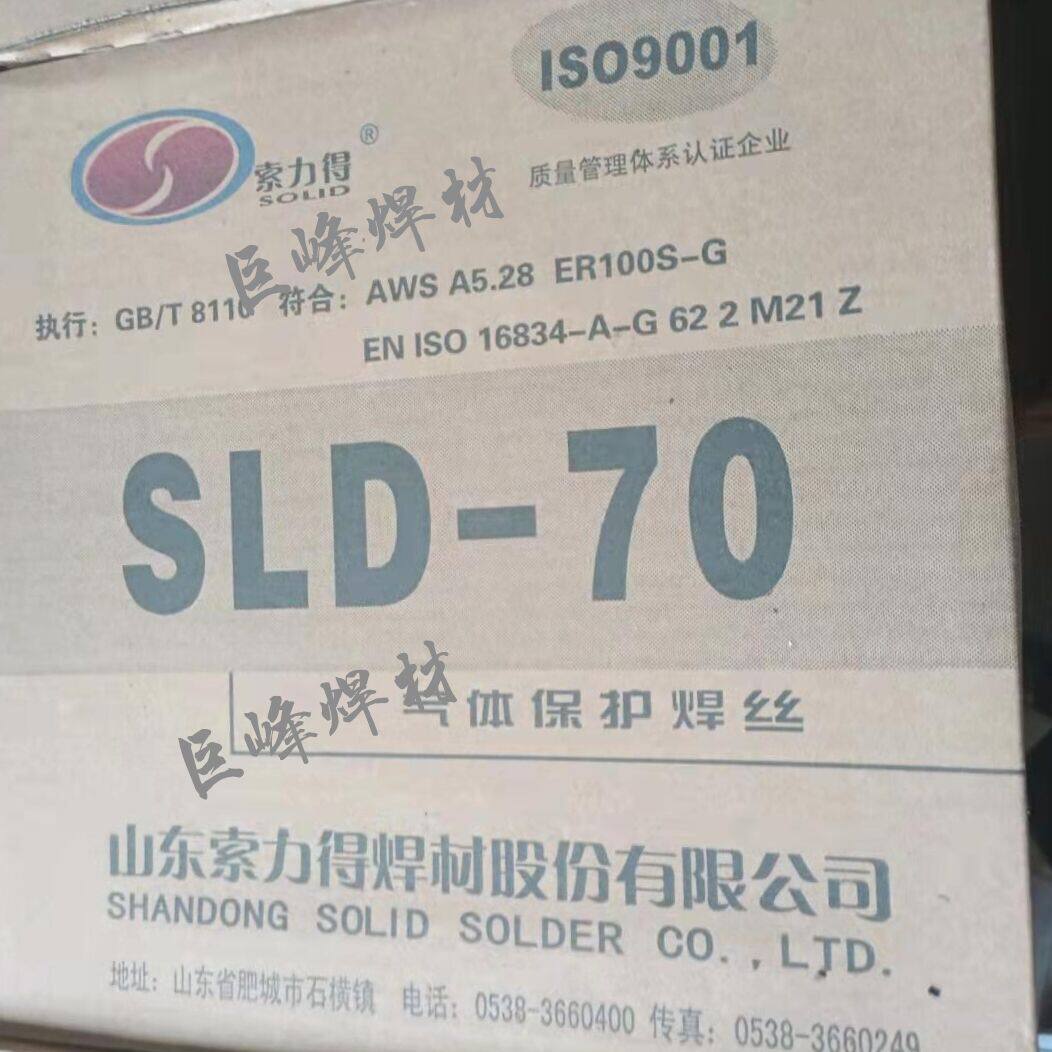 ISO9001
质量管理体系认证企业
索力得®
SOLID
巨峰焊材
执行：GB/T 8110 符合：AWS A5.28 ER100S-G
EN ISO 16834-A-G 62 2 M21 Z
SLD-70
气体保护焊丝
巨峰焊材
山东索力得焊材股份有限公司
SHANDONG SOLID SOLDER CO.,LTD.
地址：山东省肥城市石横镇 电话：0538-3660400 传真：0538-3660249